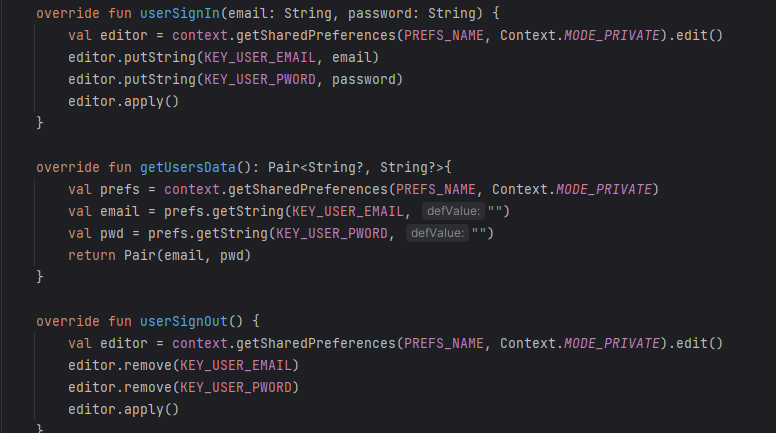 override fun userSignIn(email: String, password: String) {
val editor = context.getSharedPreferences(PREFS_NAME, Context.MODE_PRIVATE).edit()
editor.putString(KEY_USER_EMAIL, email)
editor.putString(KEY_USER_PWORD, password)
editor.apply()
}
override fun getUsersData(): Pair<String?, String?>{
val prefs = context.getSharedPreferences(PREFS_NAME, Context.MODE_PRIVATE)
val email = prefs.getString(KEY_USER_EMAIL, defValue: "")
val pwd = prefs.getString(KEY_USER_PWORD, defValue: "")
return Pair(email, pwd)
}
override fun userSignOut() {
val editor = context.getSharedPreferences(PREFS_NAME, Context.MODE_PRIVATE).edit()
editor.remove(KEY_USER_EMAIL)
editor.remove(KEY_USER_PWORD)
editor.apply()
}